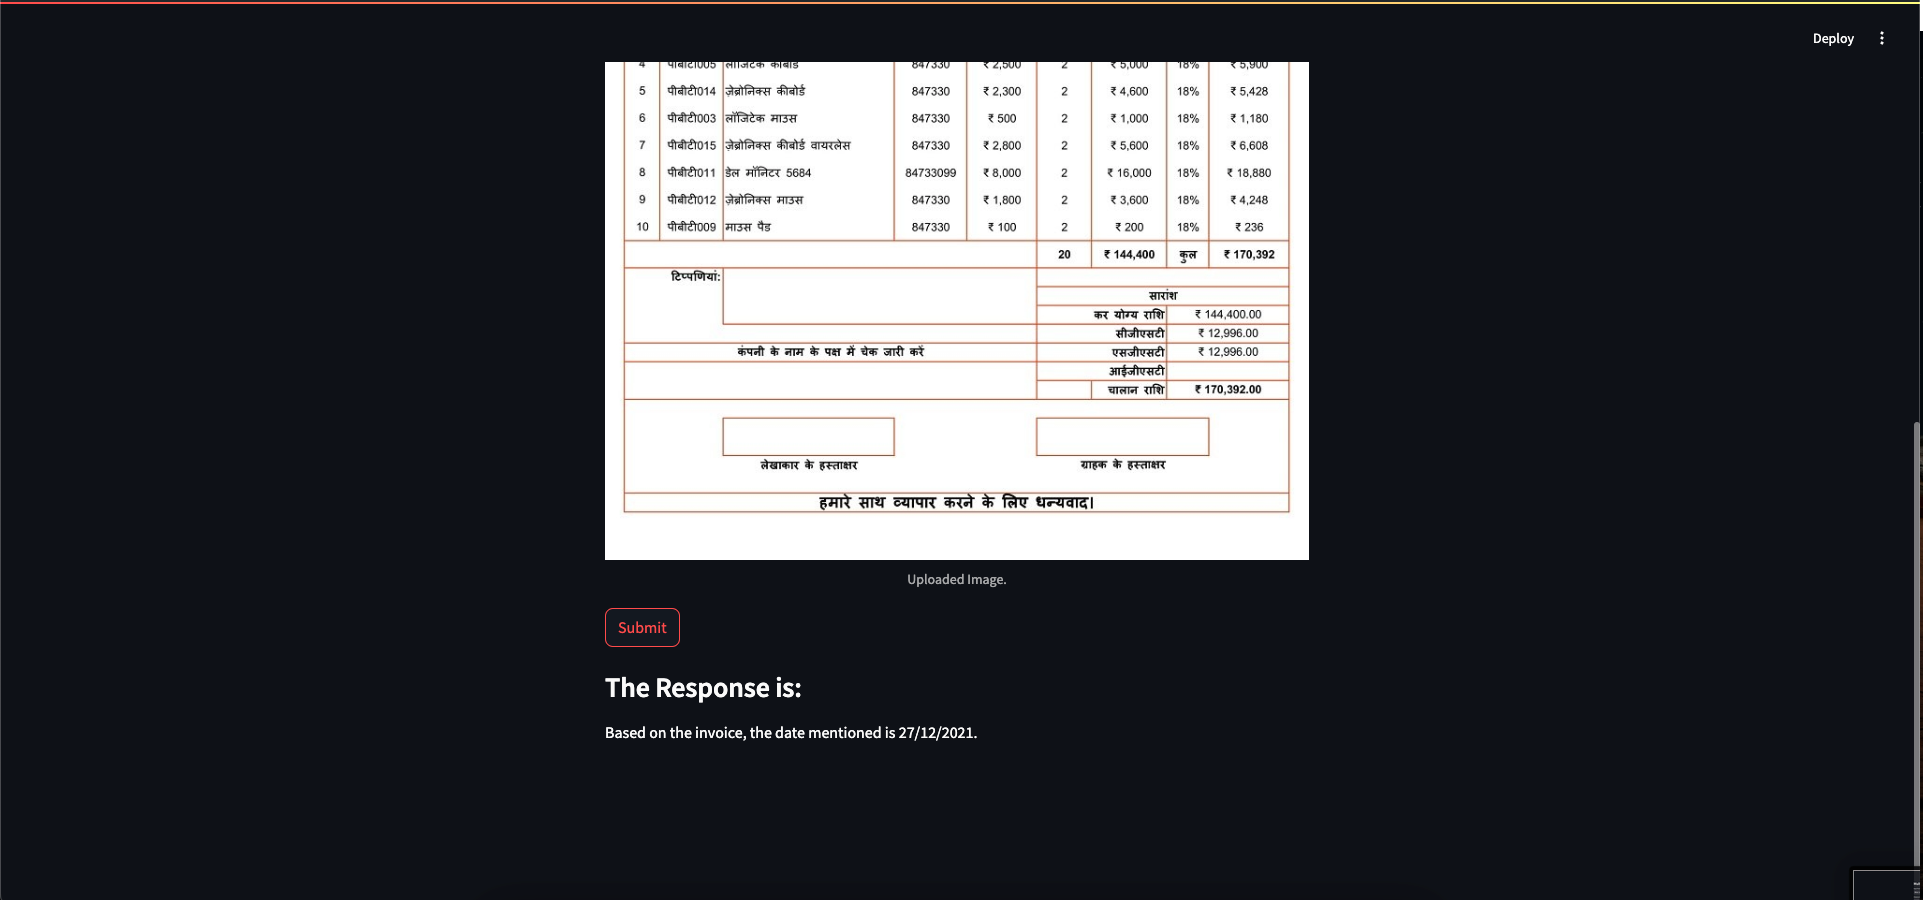 Deploy
4 पीबीटी005 लॉजिटेक कीबोर्ड 847330 ₹ 2,500 2 ₹ 5,000 18% ₹ 5,900
5 पीबीटी014 ज़ेब्रोनिक्स कीबोर्ड 847330 ₹ 2,300 2 ₹ 4,600 18% ₹ 5,428
6 पीबीटी003 लॉजिटेक माउस 847330 ₹ 500 2 ₹ 1,000 18% ₹ 1,180
7 पीबीटी015 ज़ेब्रोनिक्स कीबोर्ड वायरलेस 847330 ₹ 2,800 2 ₹ 5,600 18% ₹ 6,608
8 पीबीटी011 डेल मॉनिटर 5684 84733099 ₹ 8,000 2 ₹ 16,000 18% ₹ 18,880
9 पीबीटी012 ज़ेब्रोनिक्स माउस 847330 ₹ 1,800 2 ₹ 3,600 18% ₹ 4,248
10 पीबीटी009 माउस पैड 847330 ₹ 100 2 ₹ 200 18% ₹ 236
20 ₹ 144,400 कुल ₹ 170,392
टिप्पणियां:
सारांश
कर योग्य राशि ₹ 144,400.00
सीजीएसटी ₹ 12,996.00
कंपनी के नाम के पक्ष में चेक जारी करें एसजीएसटी ₹ 12,996.00
आईजीएसटी
चालान राशि ₹ 170,392.00
लेखाकार के हस्ताक्षर ग्राहक के हस्ताक्षर
हमारे साथ व्यापार करने के लिए धन्यवाद।
Uploaded Image.
Submit
The Response is:
Based on the invoice, the date mentioned is 27/12/2021.